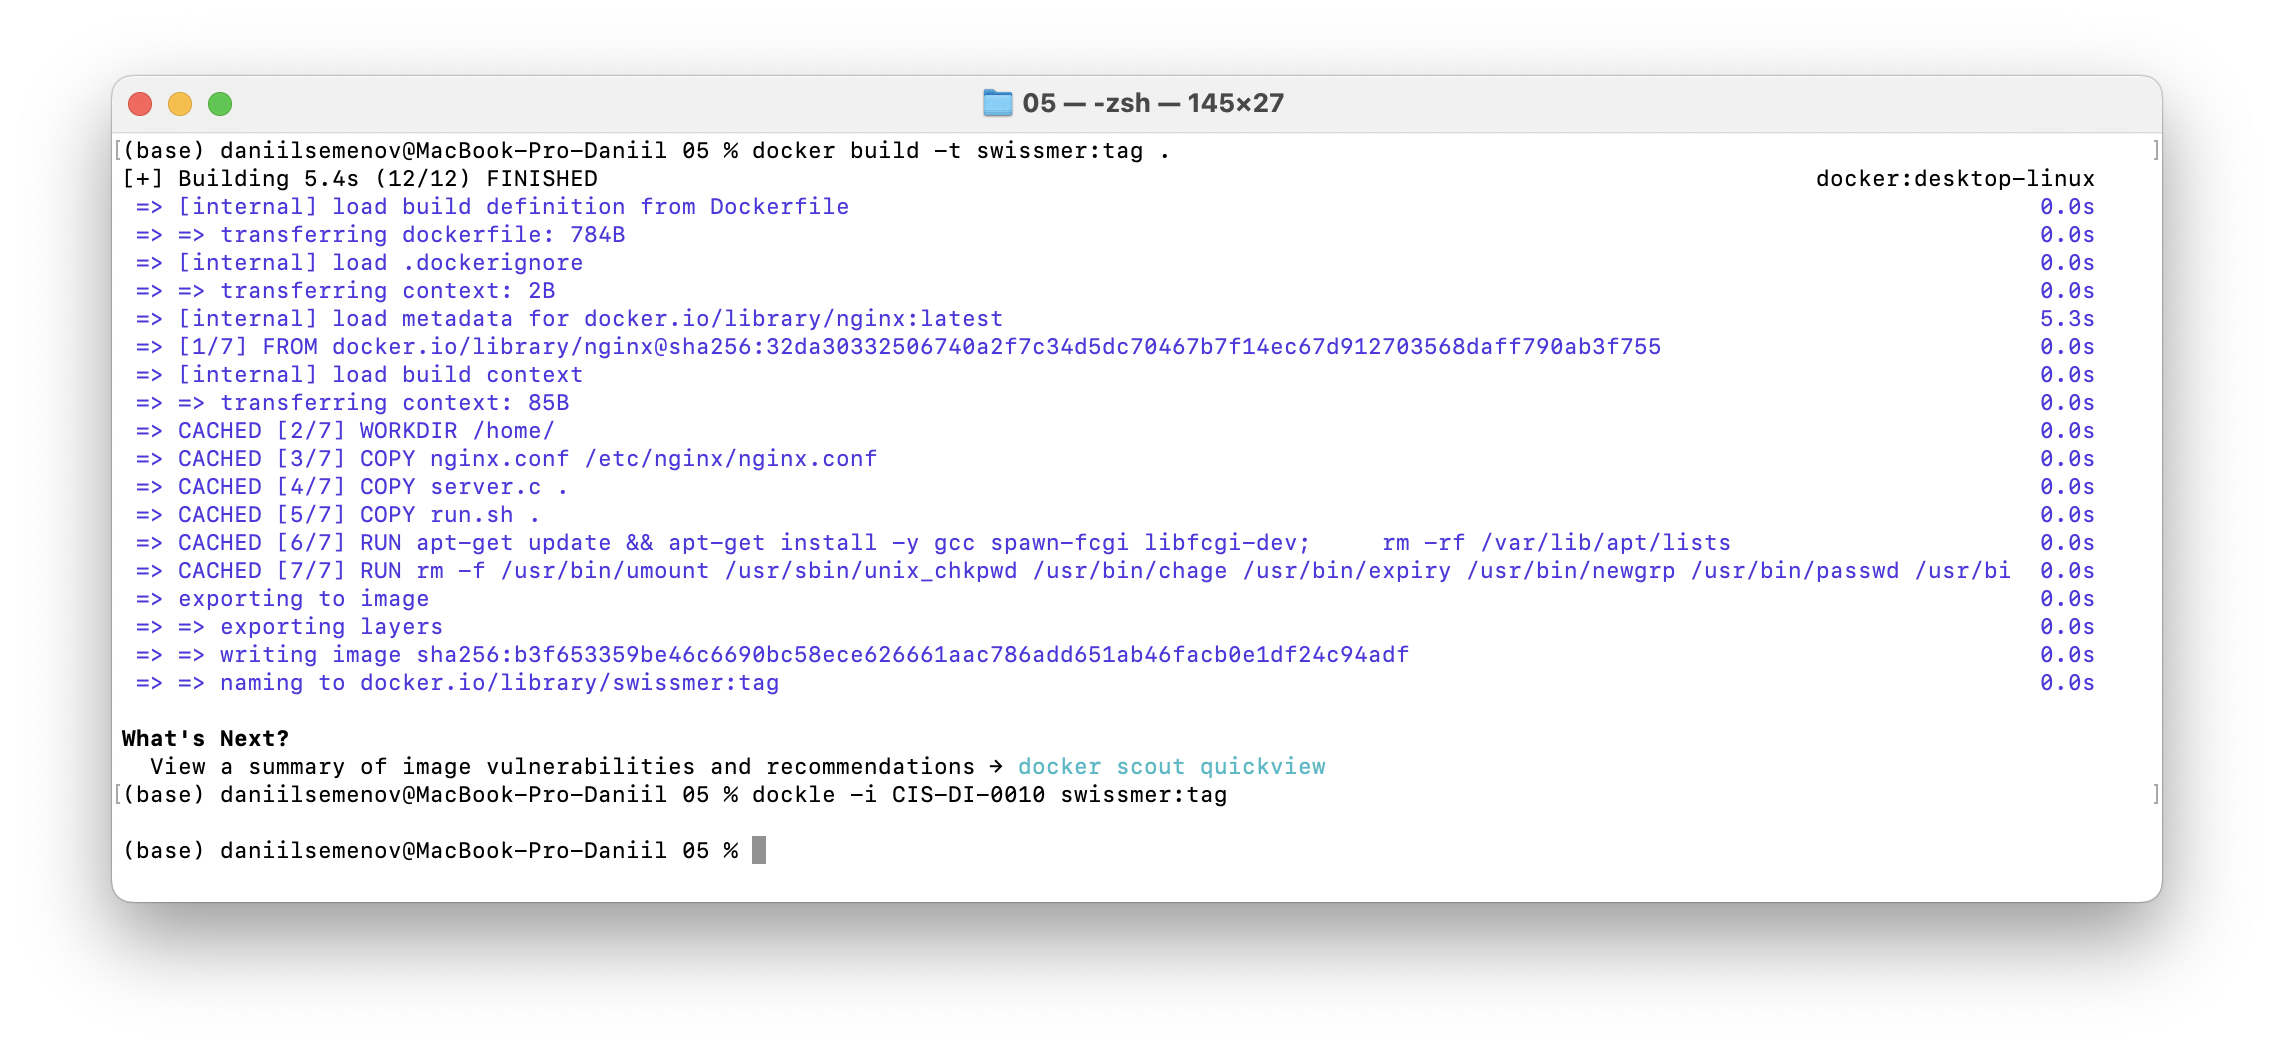 05 — -zsh — 145×27
[(base) daniilsemenov@MacBook-Pro-Daniil 05 % docker build -t swissmer:tag . ]
[+] Building 5.4s (12/12) FINISHED docker:desktop-linux
=> [internal] load build definition from Dockerfile 0.0s
=> => transferring dockerfile: 784B 0.0s
=> [internal] load .dockerignore 0.0s
=> => transferring context: 2B 0.0s
=> [internal] load metadata for docker.io/library/nginx:latest 5.3s
=> [1/7] FROM docker.io/library/nginx@sha256:32da30332506740a2f7c34d5dc70467b7f14ec67d912703568daff790ab3f755 0.0s
=> [internal] load build context 0.0s
=> => transferring context: 85B 0.0s
=> CACHED [2/7] WORKDIR /home/ 0.0s
=> CACHED [3/7] COPY nginx.conf /etc/nginx/nginx.conf 0.0s
=> CACHED [4/7] COPY server.c . 0.0s
=> CACHED [5/7] COPY run.sh . 0.0s
=> CACHED [6/7] RUN apt-get update && apt-get install -y gcc spawn-fcgi libfcgi-dev;     rm -rf /var/lib/apt/lists 0.0s
=> CACHED [7/7] RUN rm -f /usr/bin/umount /usr/sbin/unix_chkpwd /usr/bin/chage /usr/bin/expiry /usr/bin/newgrp /usr/bin/passwd /usr/bi 0.0s
=> exporting to image 0.0s
=> => exporting layers 0.0s
=> => writing image sha256:b3f653359be46c6690bc58ece626661aac786add651ab46facb0e1df24c94adf 0.0s
=> => naming to docker.io/library/swissmer:tag 0.0s
What's Next?
View a summary of image vulnerabilities and recommendations → docker scout quickview
[(base) daniilsemenov@MacBook-Pro-Daniil 05 % dockle -i CIS-DI-0010 swissmer:tag ]
(base) daniilsemenov@MacBook-Pro-Daniil 05 %